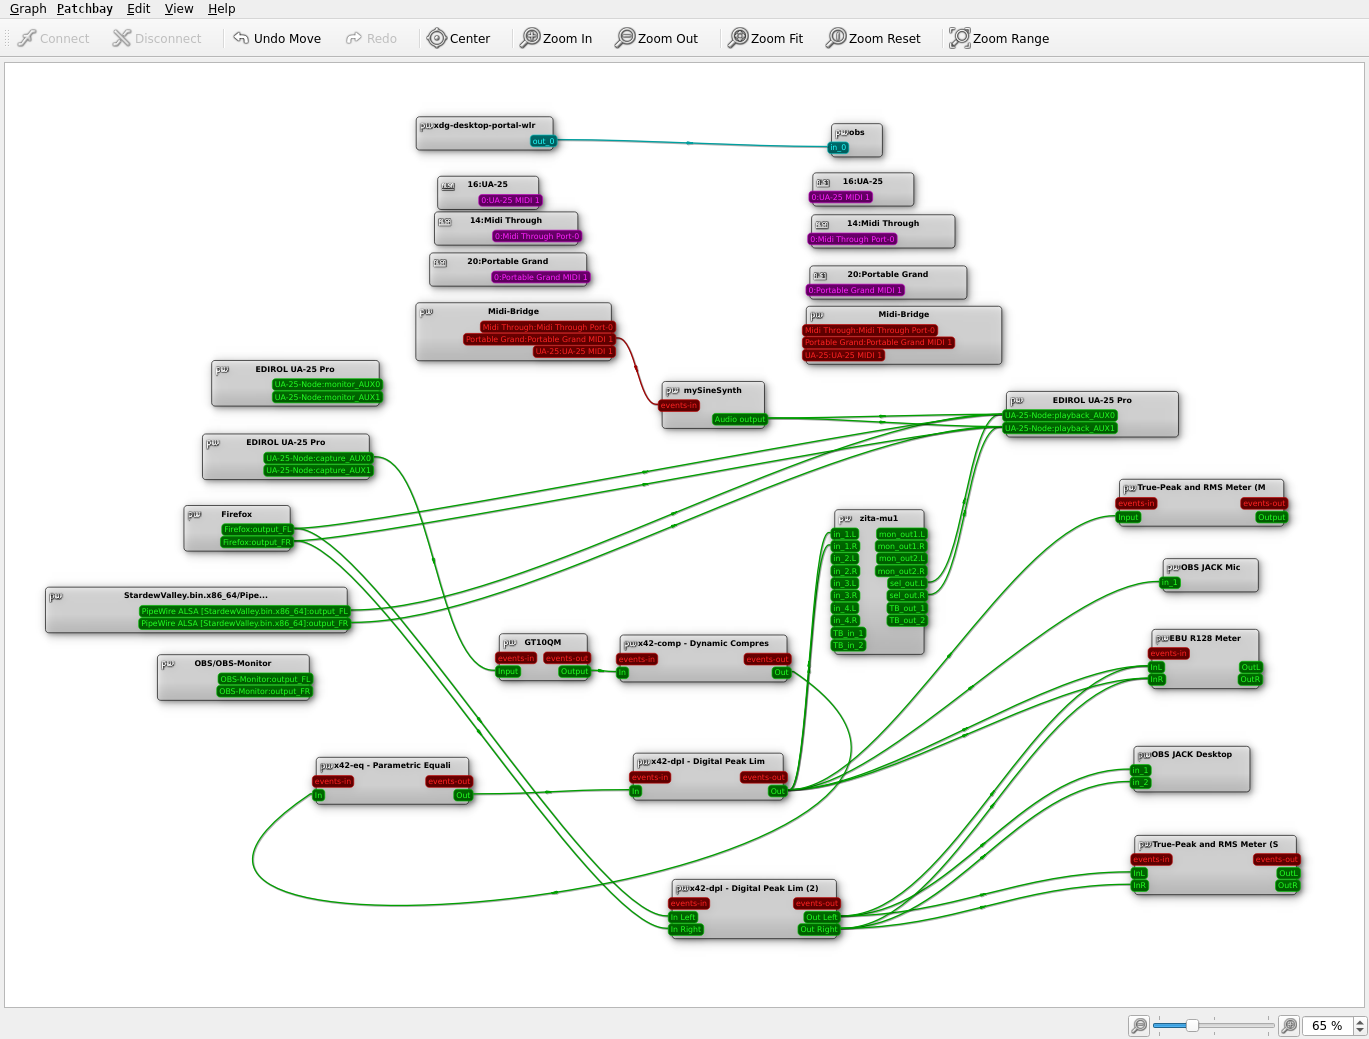 Graph Patchbay Edit View Help
Connect Disconnect Undo Move Redo Center Zoom In Zoom Out Zoom Fit Zoom Reset Zoom Range
xdg-desktop-portal-wlr
out_0
obs
in_0
16:UA-25
0:UA-25 MIDI 1
14:Midi Through
0:Midi Through Port-0
20:Portable Grand
0:Portable Grand MIDI 1
Midi-Bridge
Midi Through:Midi Through Port-0
Portable Grand:Portable Grand MIDI 1
UA-25:UA-25 MIDI 1
16:UA-25
0:UA-25 MIDI 1
14:Midi Through
0:Midi Through Port-0
20:Portable Grand
0:Portable Grand MIDI 1
Midi-Bridge
Midi Through:Midi Through Port-0
Portable Grand:Portable Grand MIDI 1
UA-25:UA-25 MIDI 1
EDIROL UA-25 Pro
UA-25-Node:monitor_AUX0
UA-25-Node:monitor_AUX1
mySineSynth
events-in
Audio output
EDIROL UA-25 Pro
UA-25-Node:playback_AUX0
UA-25-Node:playback_AUX1
EDIROL UA-25 Pro
UA-25-Node:capture_AUX0
UA-25-Node:capture_AUX1
Firefox
Firefox:output_FL
Firefox:output_FR
True-Peak and RMS Meter (M
events-in events-out
Input Output
zita-mu1
in_1.L mon_out1.L
in_1.R mon_out1.R
in_2.L mon_out2.L
in_2.R mon_out2.R
in_3.L sel_out.L
in_3.R sel_out.R
in_4.L TB_out_1
in_4.R TB_out_2
TB_in_1
TB_in_2
OBS JACK Mic
in_1
StardewValley.bin.x86_64/Pipe...
PipeWire ALSA [StardewValley.bin.x86_64]:output_FL
PipeWire ALSA [StardewValley.bin.x86_64]:output_FR
OBS/OBS-Monitor
OBS-Monitor:output_FL
OBS-Monitor:output_FR
GT10QM
events-in events-out
Input Output
x42-comp - Dynamic Compres
events-in events-out
In Out
EBU R128 Meter
events-in
InL OutL
InR OutR
x42-eq - Parametric Equali
events-in events-out
In Out
x42-dpl - Digital Peak Lim
events-in events-out
In Out
OBS JACK Desktop
in_1
in_2
True-Peak and RMS Meter (S
events-in events-out
InL OutL
InR OutR
x42-dpl - Digital Peak Lim (2)
events-in events-out
In Left Out Left
In Right Out Right
65 %